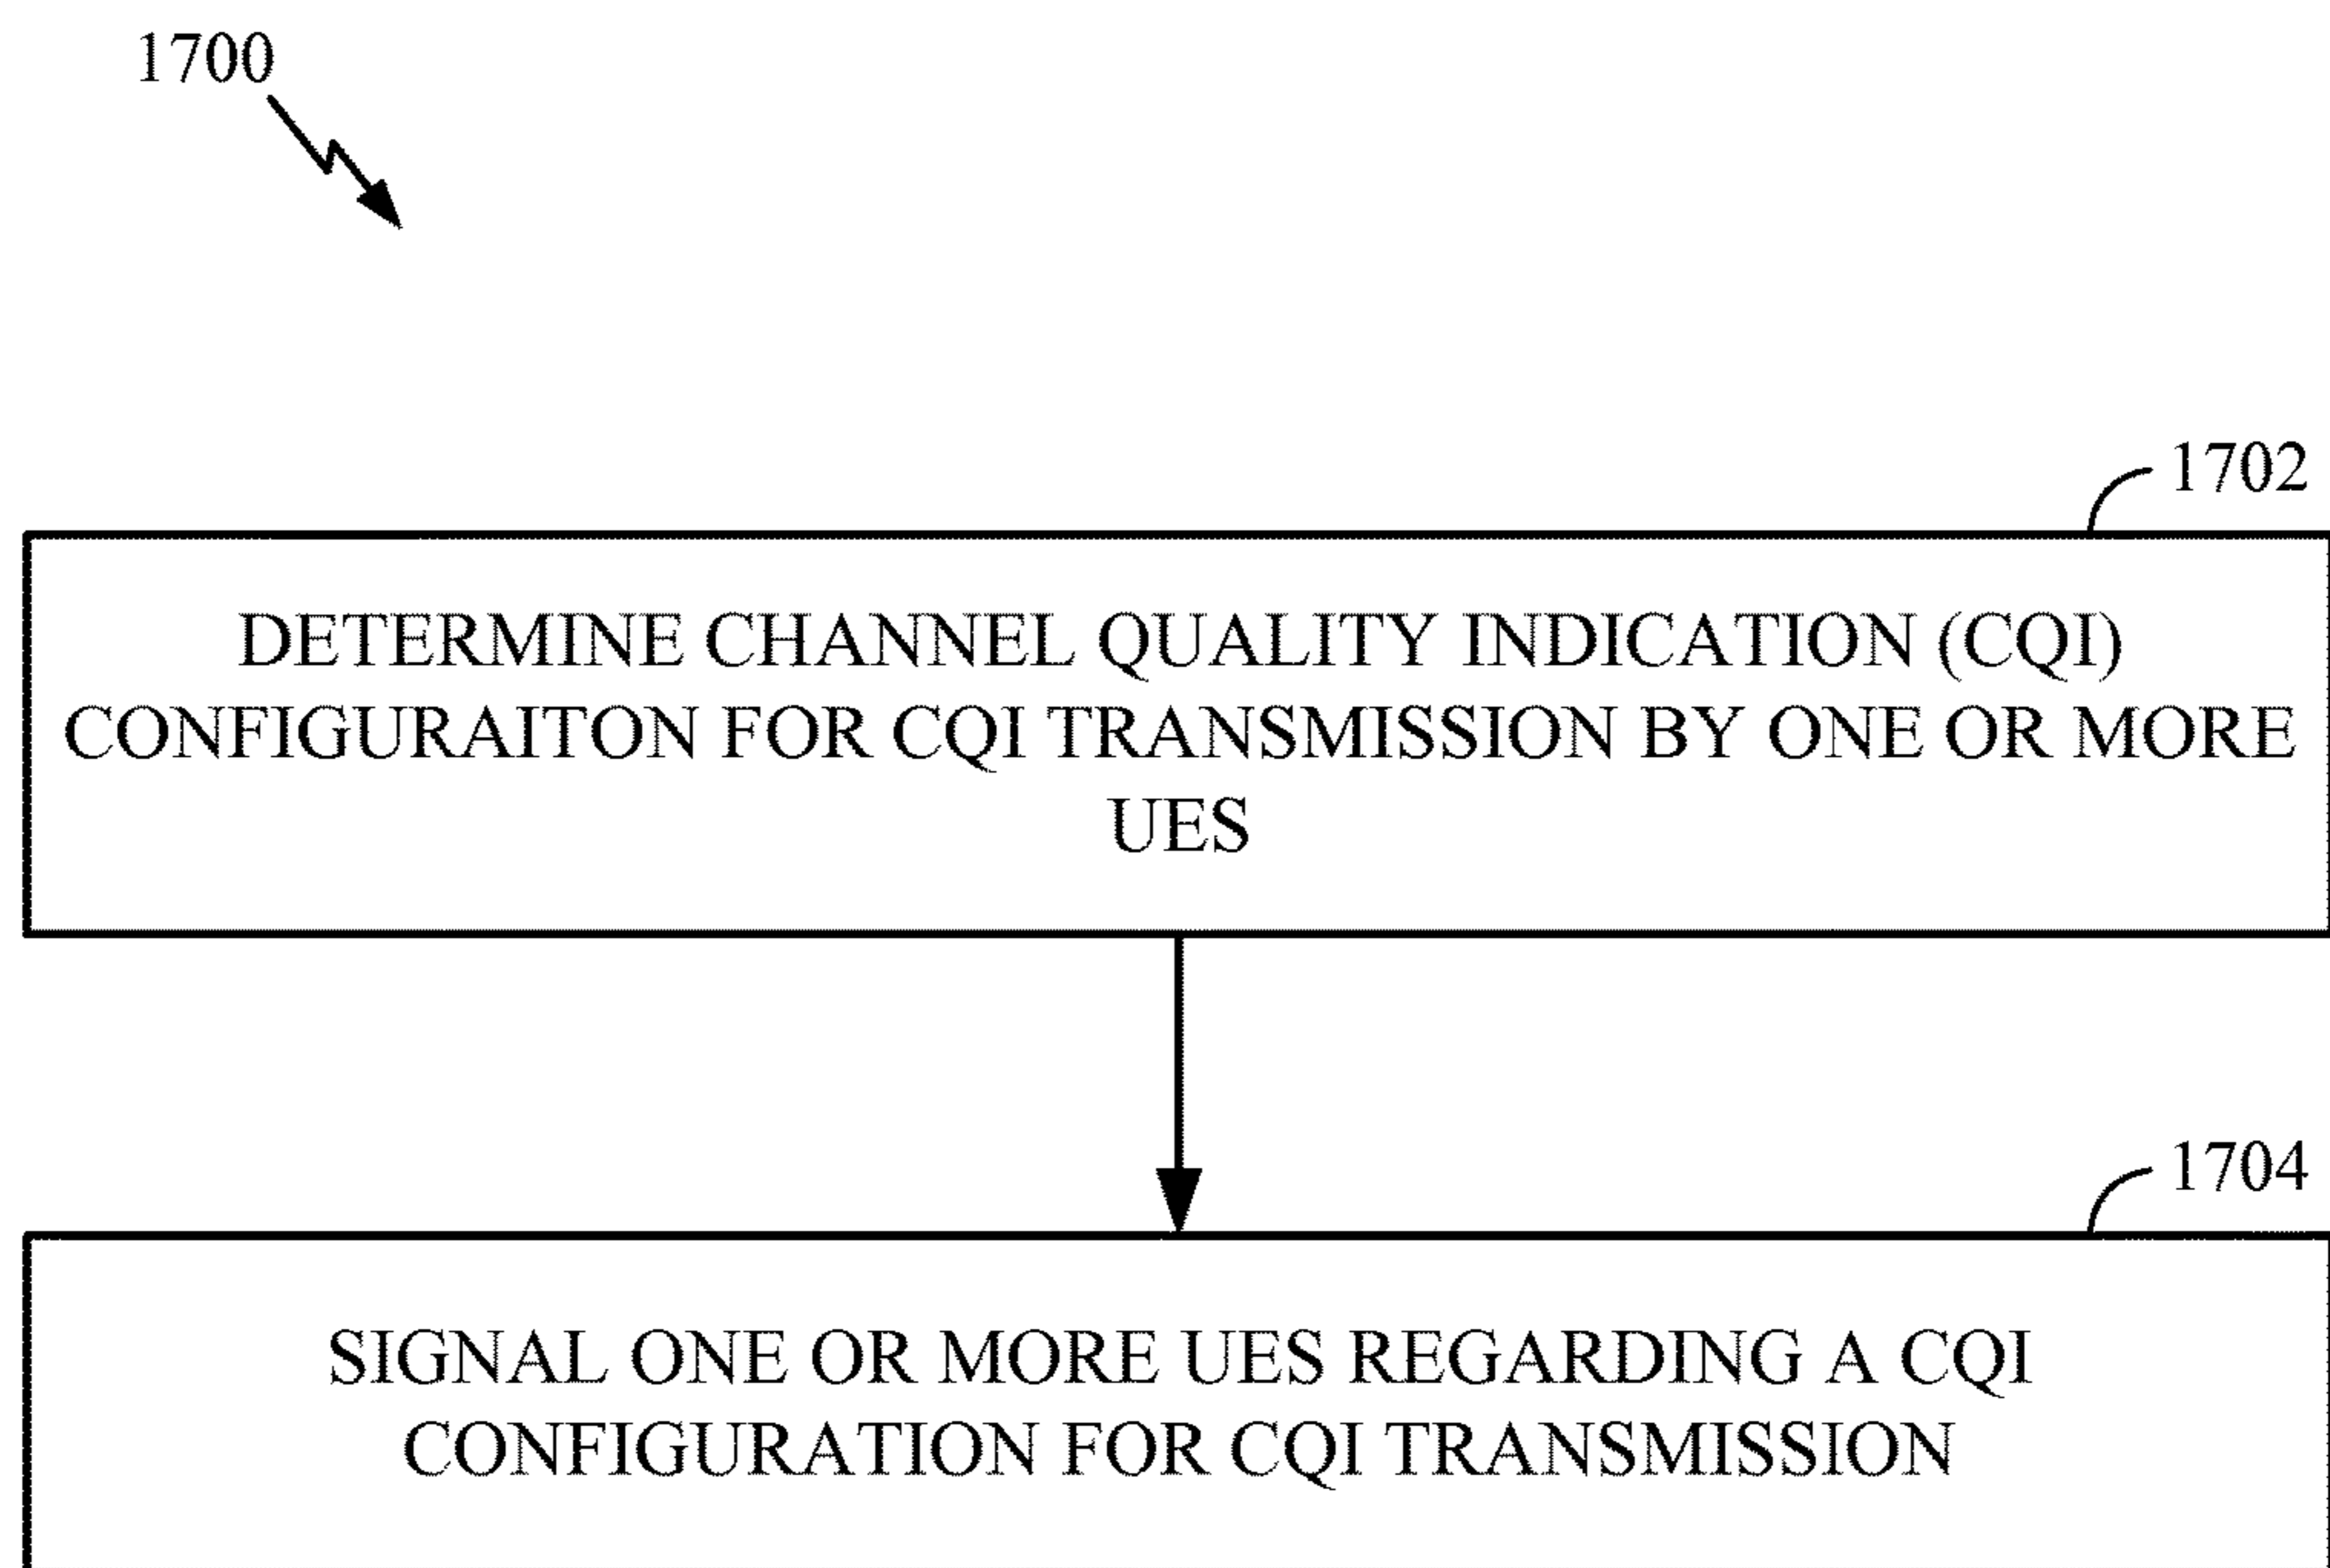 1700
1702
DETERMINE CHANNEL QUALITY INDICATION (CQI)
CONFIGURAITON FOR CQI TRANSMISSION BY ONE OR MORE
UES
1704
SIGNAL ONE OR MORE UES REGARDING A CQI
CONFIGURATION FOR CQI TRANSMISSION